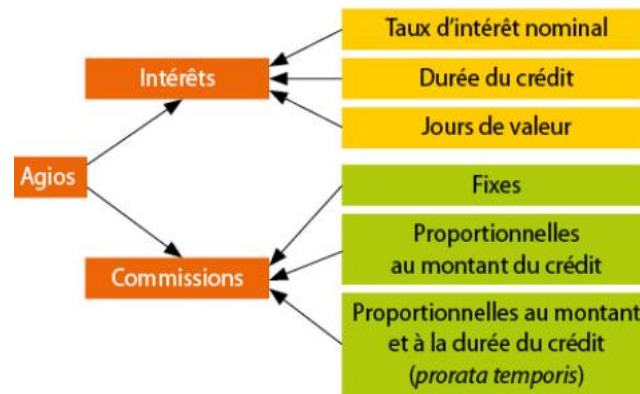 Taux d'intérêt nominal
Intérêts
Durée du crédit
Jours de valeur
Agios
Fixes
Proportionnelles
au montant du crédit
Commissions
Proportionnelles au montant
et à la durée du crédit
(prorata temporis)